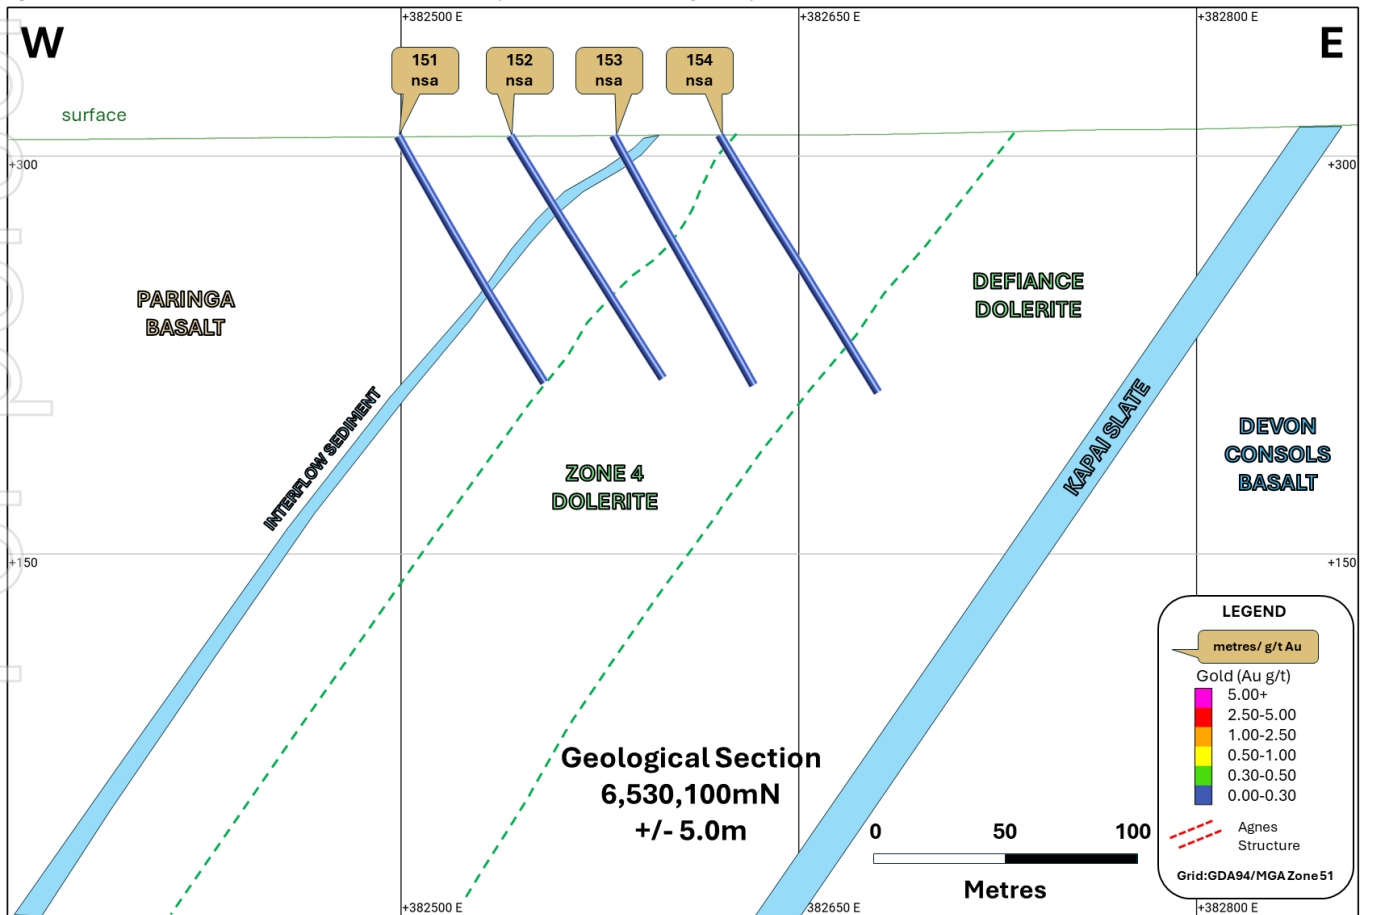 +382500 E
+382650 E
+382800 E
W
E
151
nsa
152
nsa
153
nsa
154
nsa
surface
+300
+300
PARINGA
BASALT
DEFIANCE
DOLERITE
INTERFLOW SEDIMENT
KAPAI SLATE
DEVON
CONSOLS
BASALT
ZONE 4
DOLERITE
+150
+150
Geological Section
6,530,100mN
+/- 5.0m
0
50
100
Metres
LEGEND
metres/ g/t Au
Gold (Au g/t)
5.00+
2.50-5.00
1.00-2.50
0.50-1.00
0.30-0.50
0.00-0.30
Agnes
Structure
Grid:GDA94/MGA Zone 51
+382500 E
382650 E
+382800 E